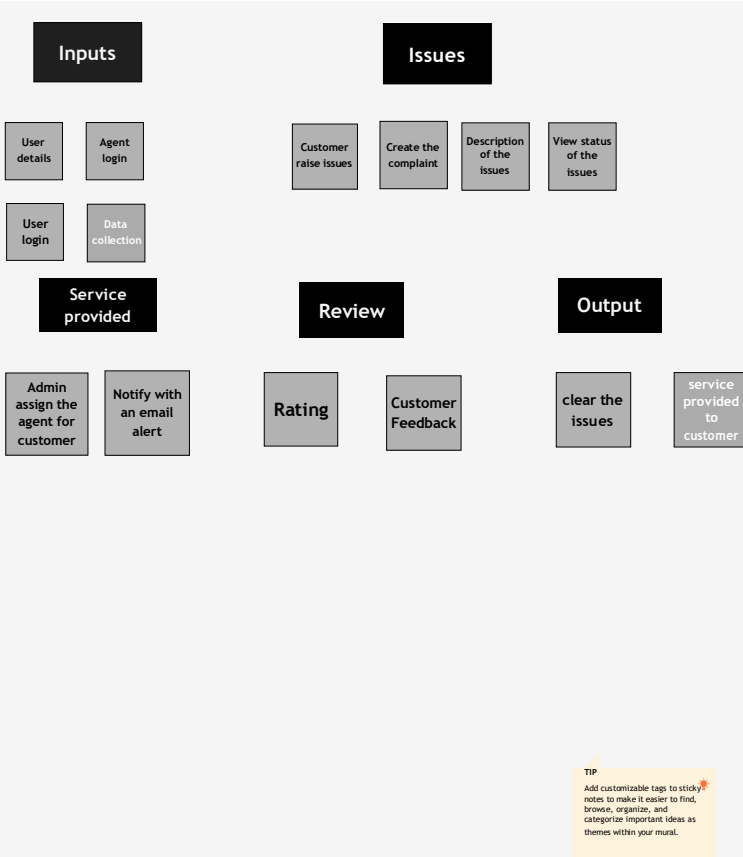 Inputs
Issues
User
details
Agent
login
Customer
raise issues
Create the
complaint
Description
of the
issues
View status
of the
issues
User
login
Data
collection
Service
provided
Review
Output
Admin
assign the
agent for
customer
Notify with
an email
alert
Rating
Customer
Feedback
clear the
issues
service
provided
to
customer
TIP
Add customizable tags to sticky
notes to make it easier to find,
browse, organize, and
categorize important ideas as
themes within your mural.